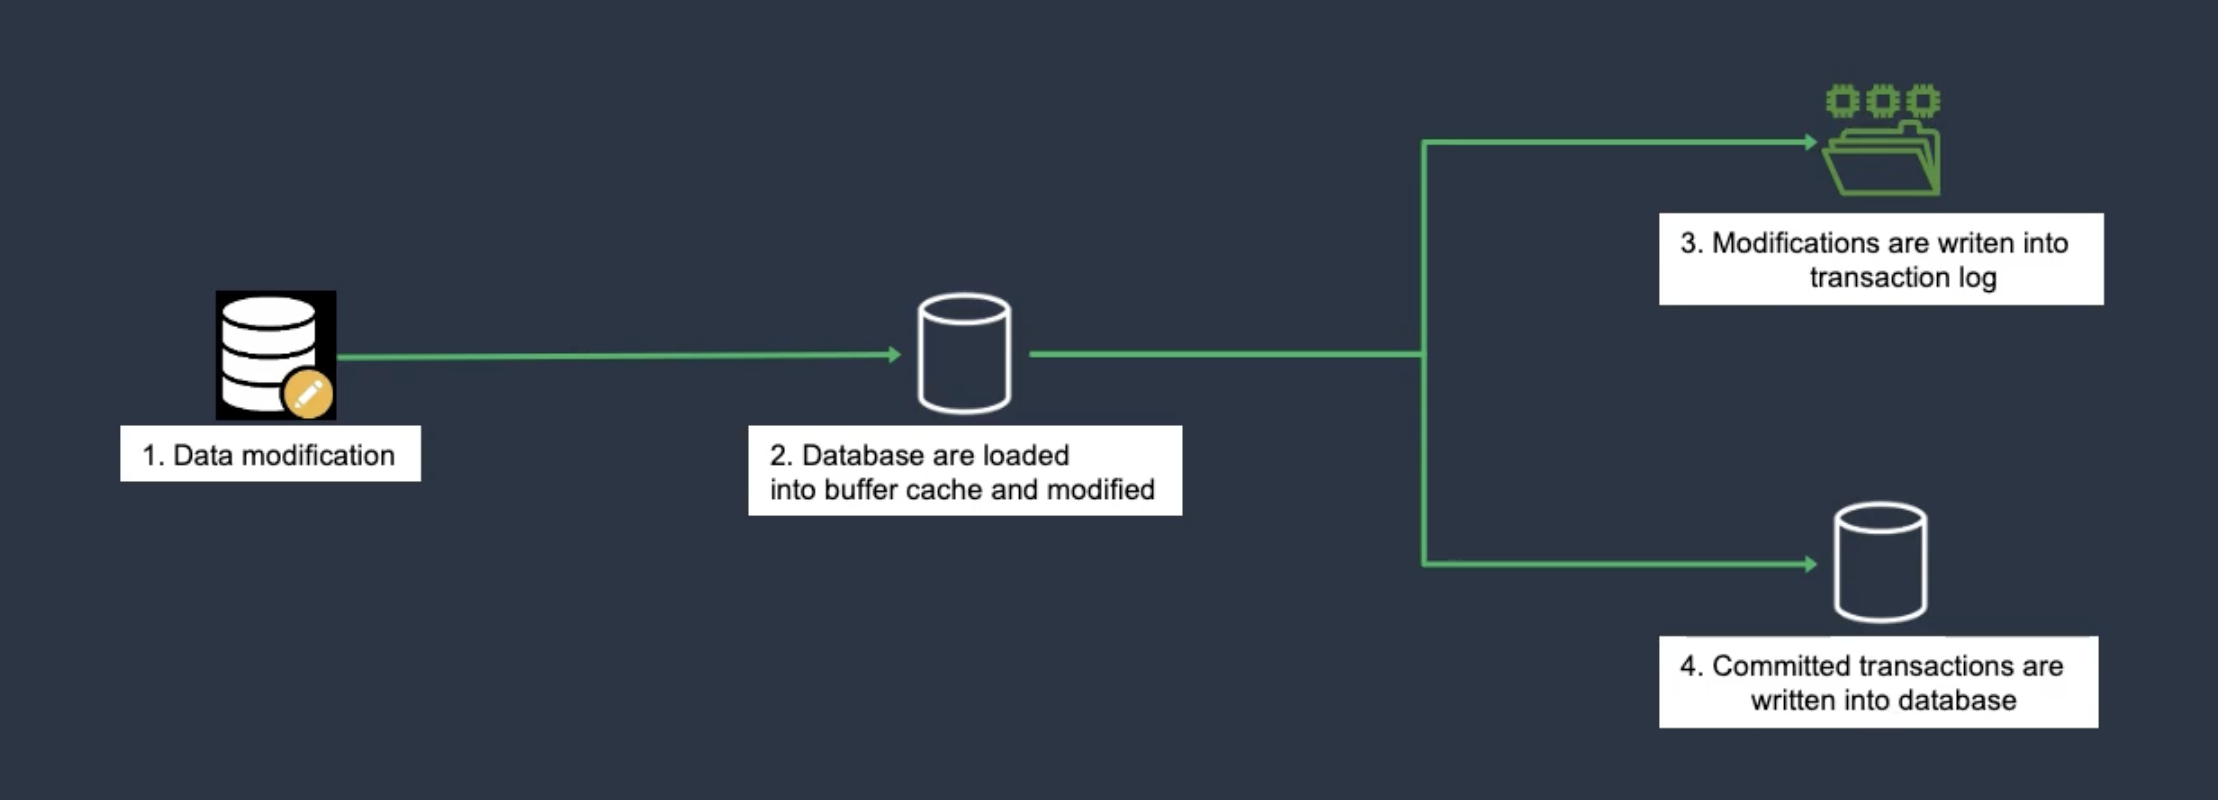 1. Data modification
2. Database are loaded
into buffer cache and modified
3. Modifications are writen into
transaction log
4. Committed transactions are
written into database